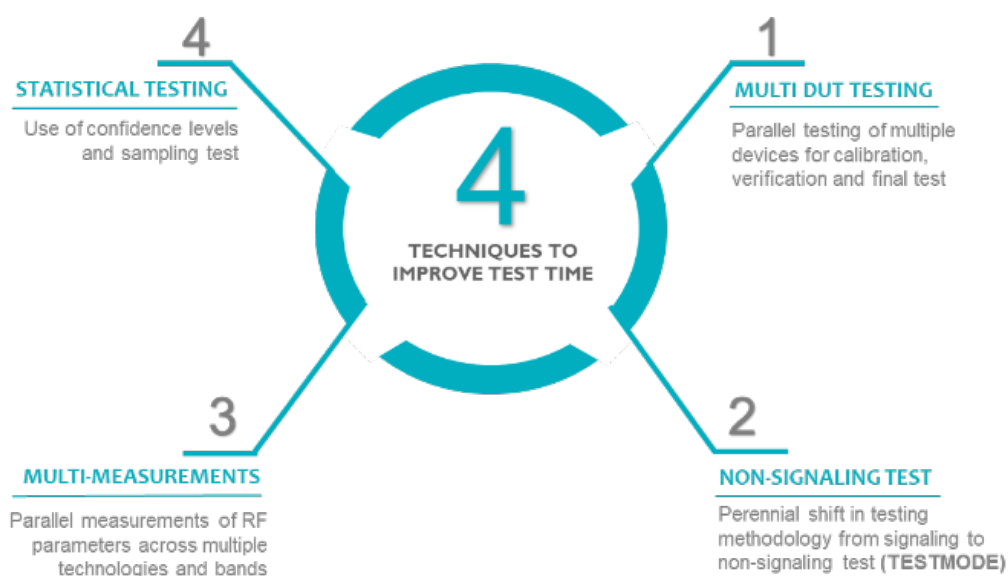 4
TECHNIQUES TO
IMPROVE TEST TIME
1
MULTI DUT TESTING
Parallel testing of multiple
devices for calibration,
verification and final test
2
NON-SIGNALING TEST
Perennial shift in testing
methodology from signaling to
non-signaling test (TESTMODE)
3
MULTI-MEASUREMENTS
Parallel measurements of RF
parameters across multiple
technologies and bands
4
STATISTICAL TESTING
Use of confidence levels
and sampling test